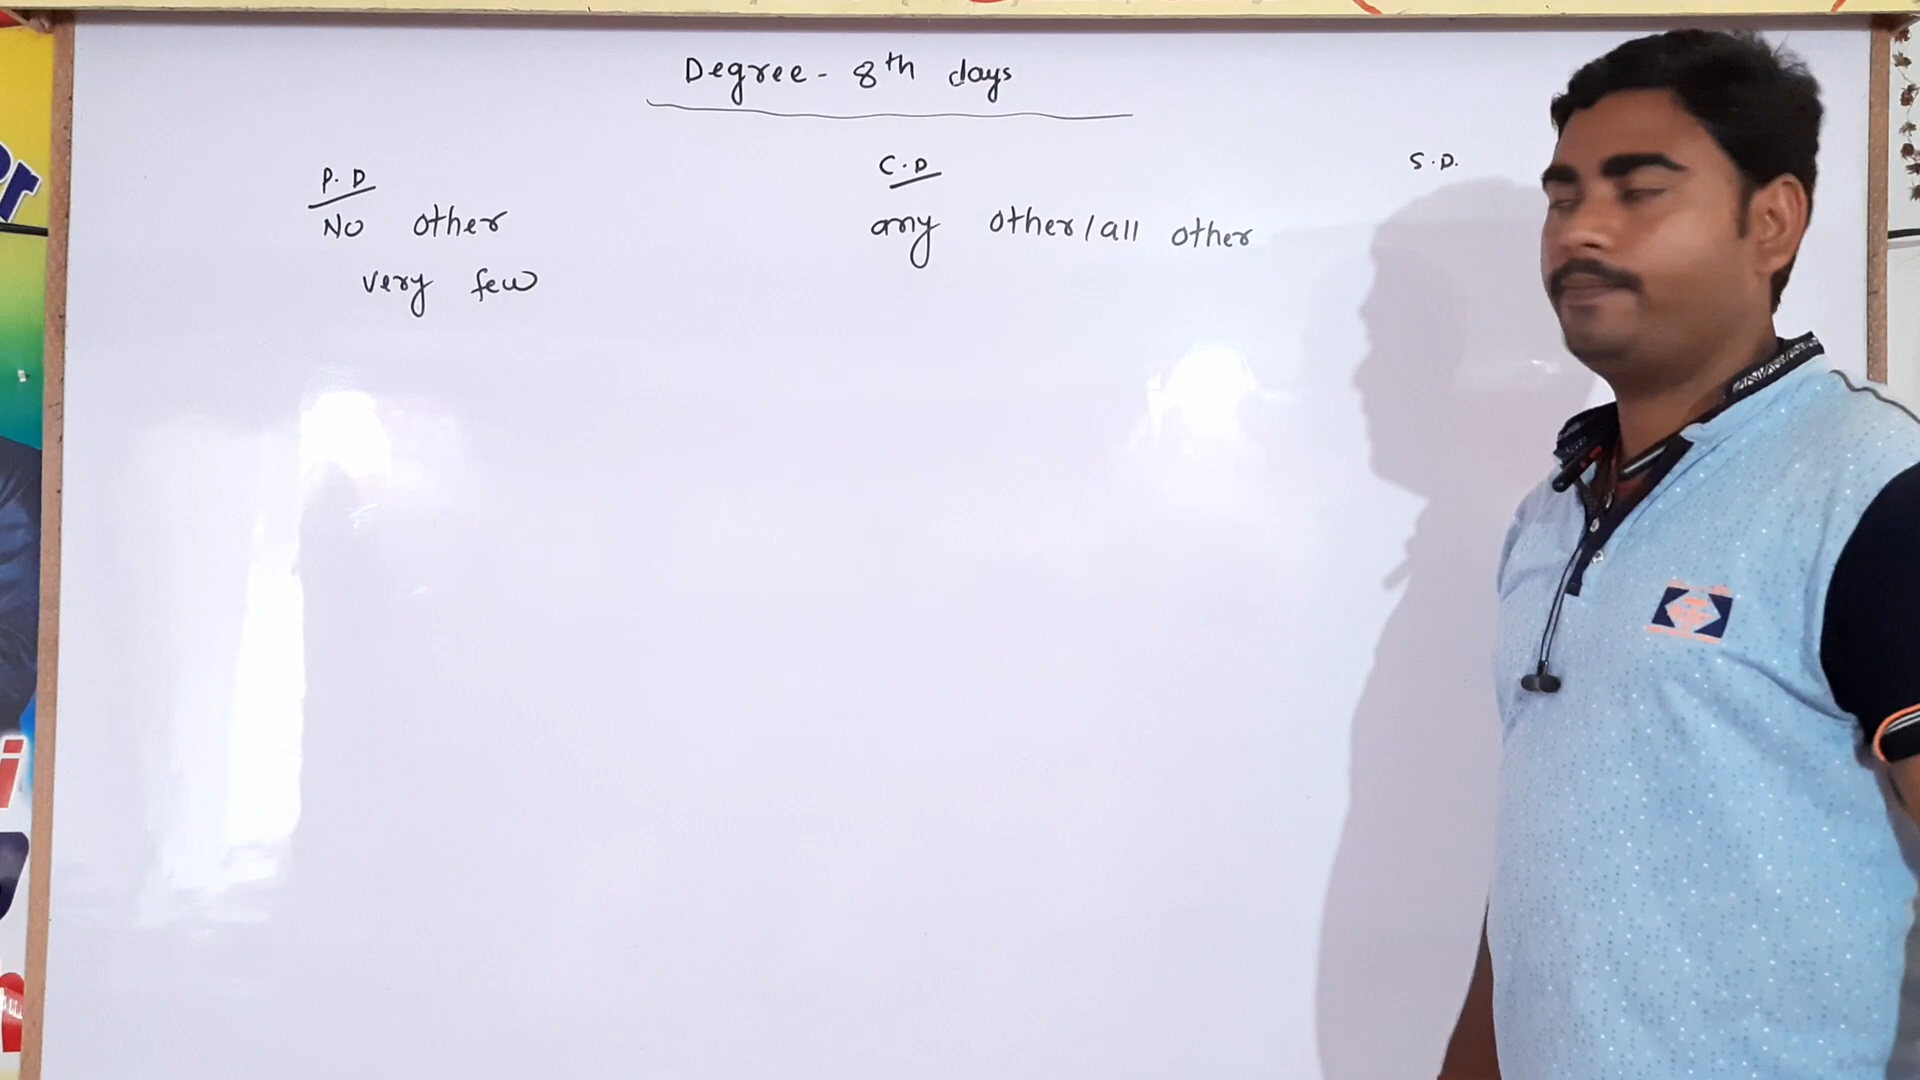 Degree - 8th days
P. D
C. D
S. D.
No other
any other/all other
very few